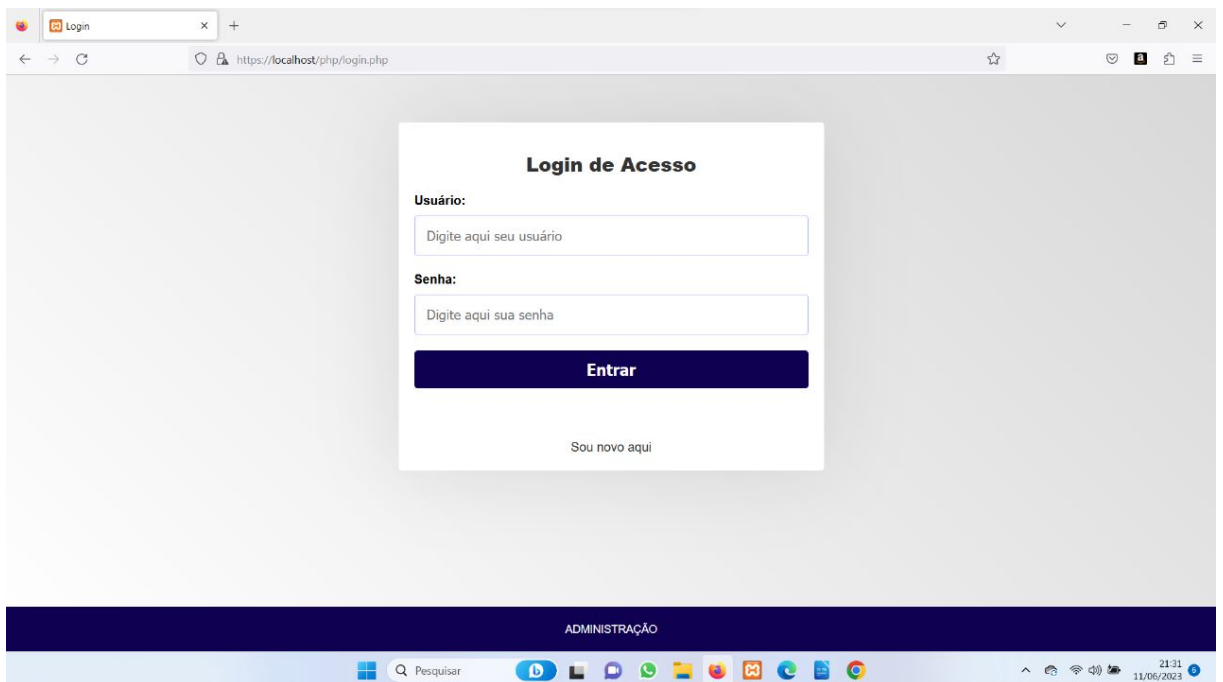 Login
https://localhost/php/login.php
Login de Acesso
Usuário:
Digite aqui seu usuário
Senha:
Digite aqui sua senha
Entrar
Sou novo aqui
ADMINISTRAÇÃO
Pesquisar
21:31
11/06/2023